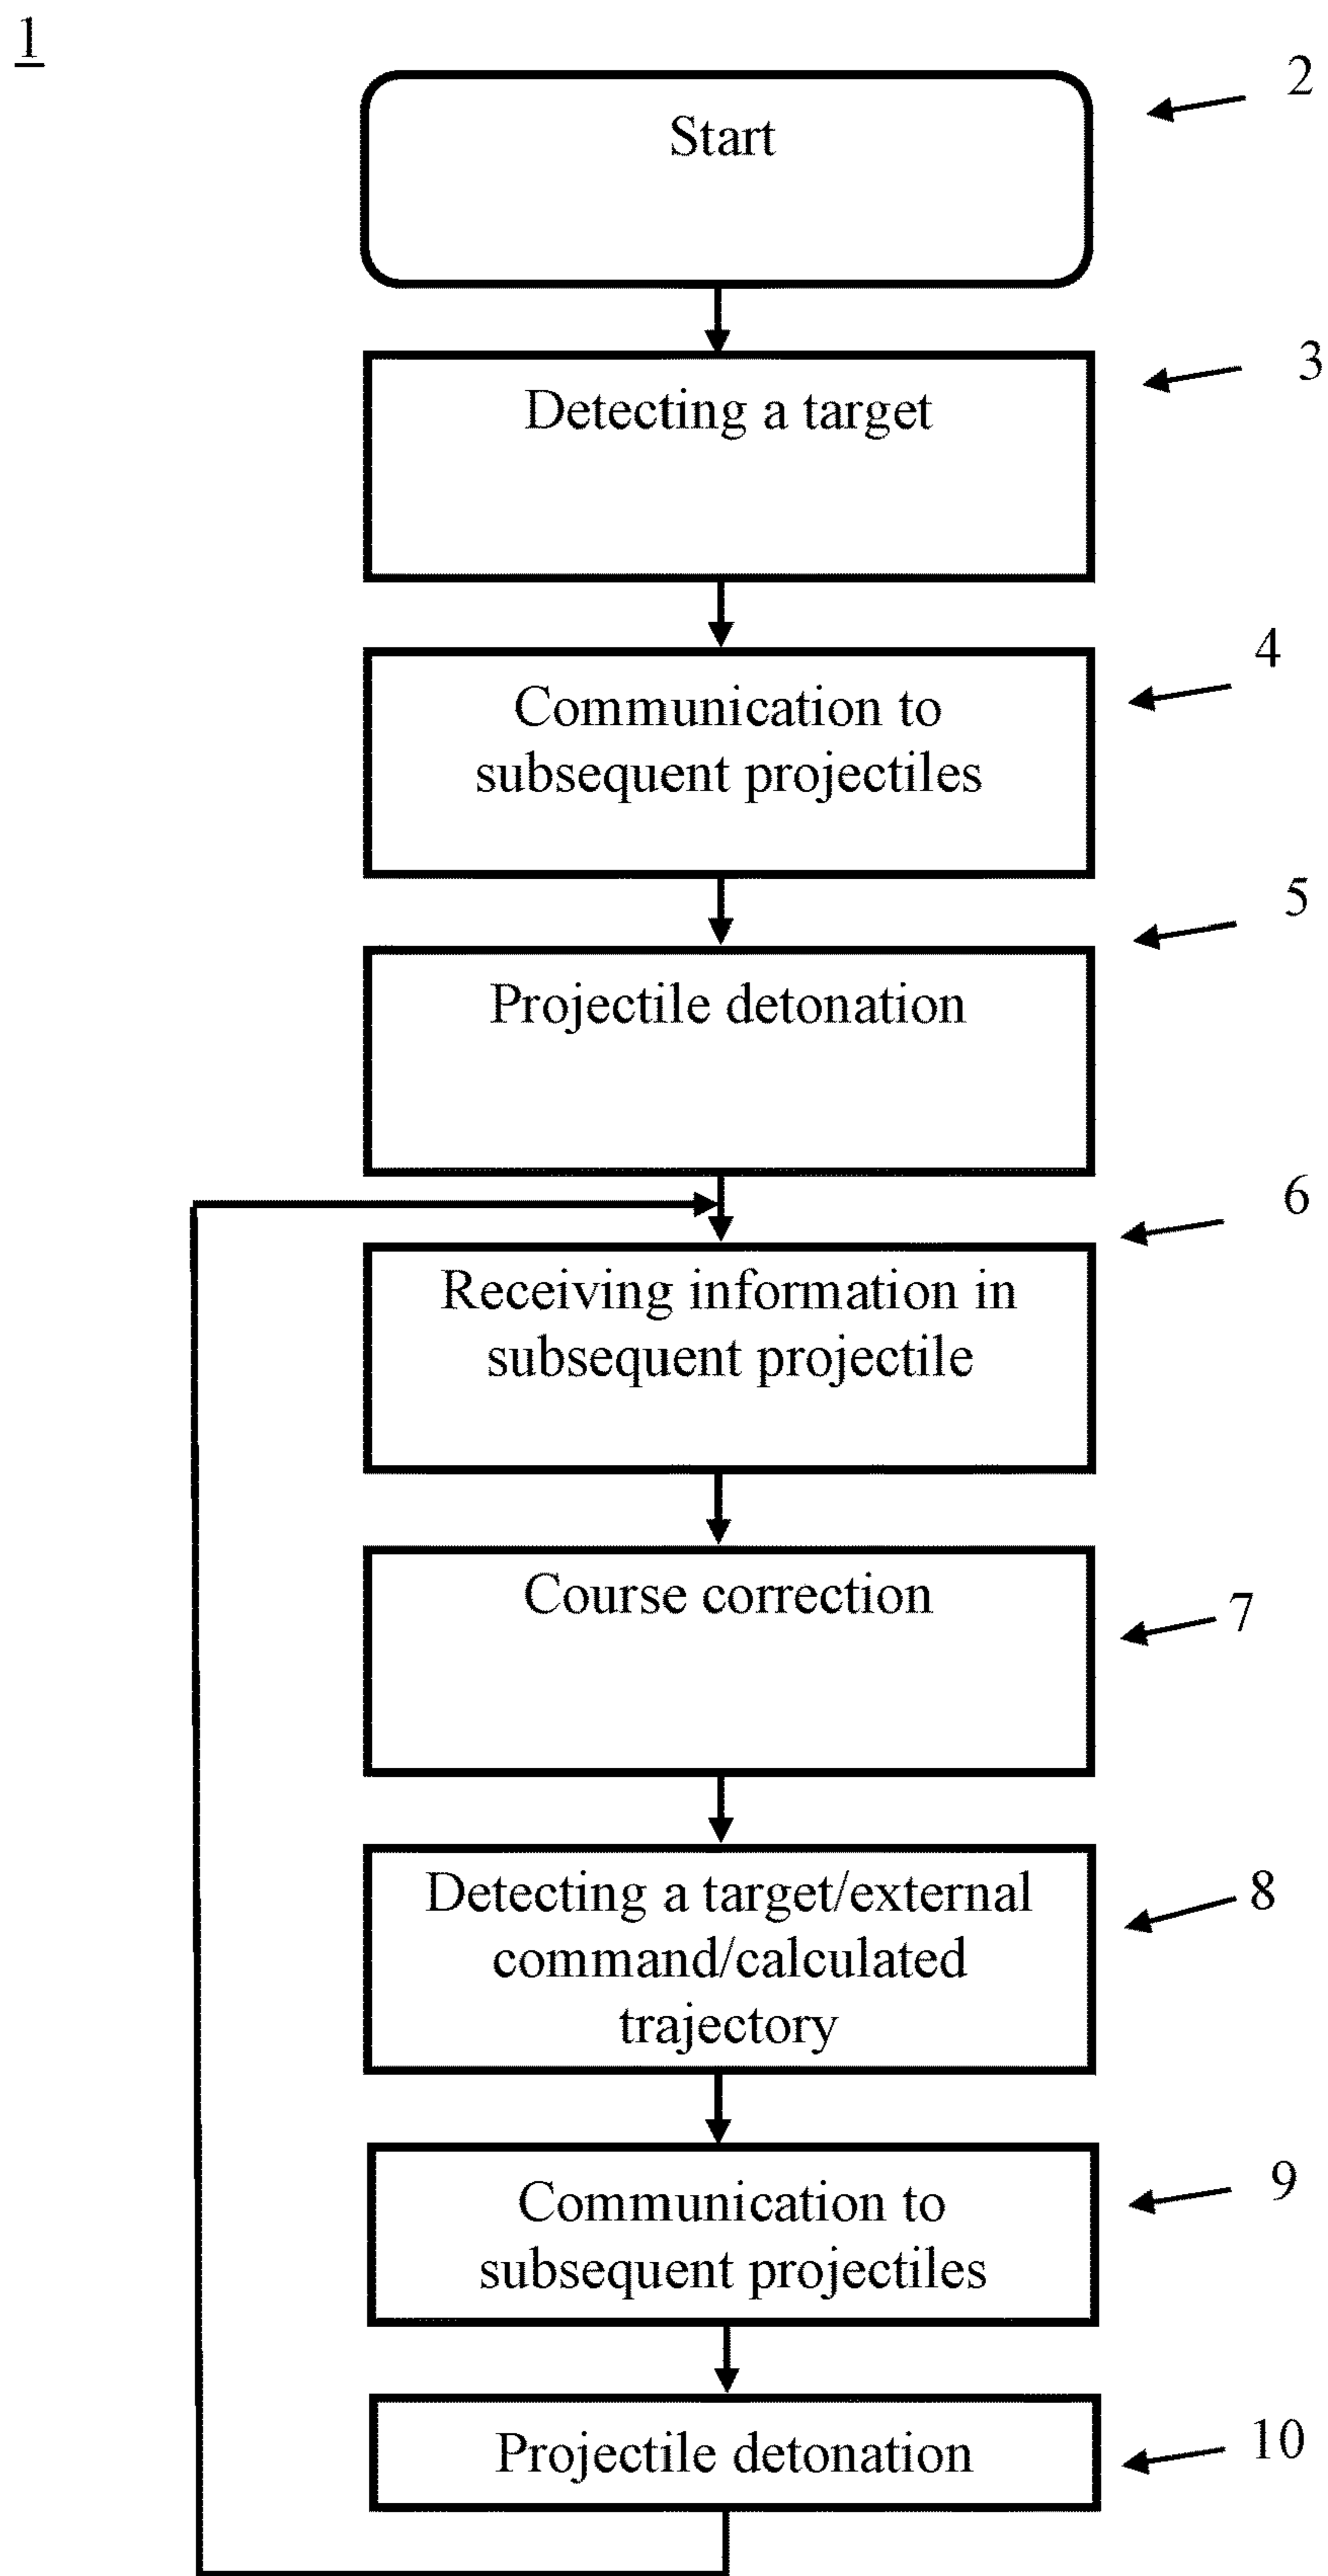 1
2
Start
3
Detecting a target
4
Communication to
subsequent projectiles
5
Projectile detonation
6
Receiving information in
subsequent projectile
Course correction
7
Detecting a target/external
8
command/calculated
trajectory
9
Communication to
subsequent projectiles
10
Projectile detonation